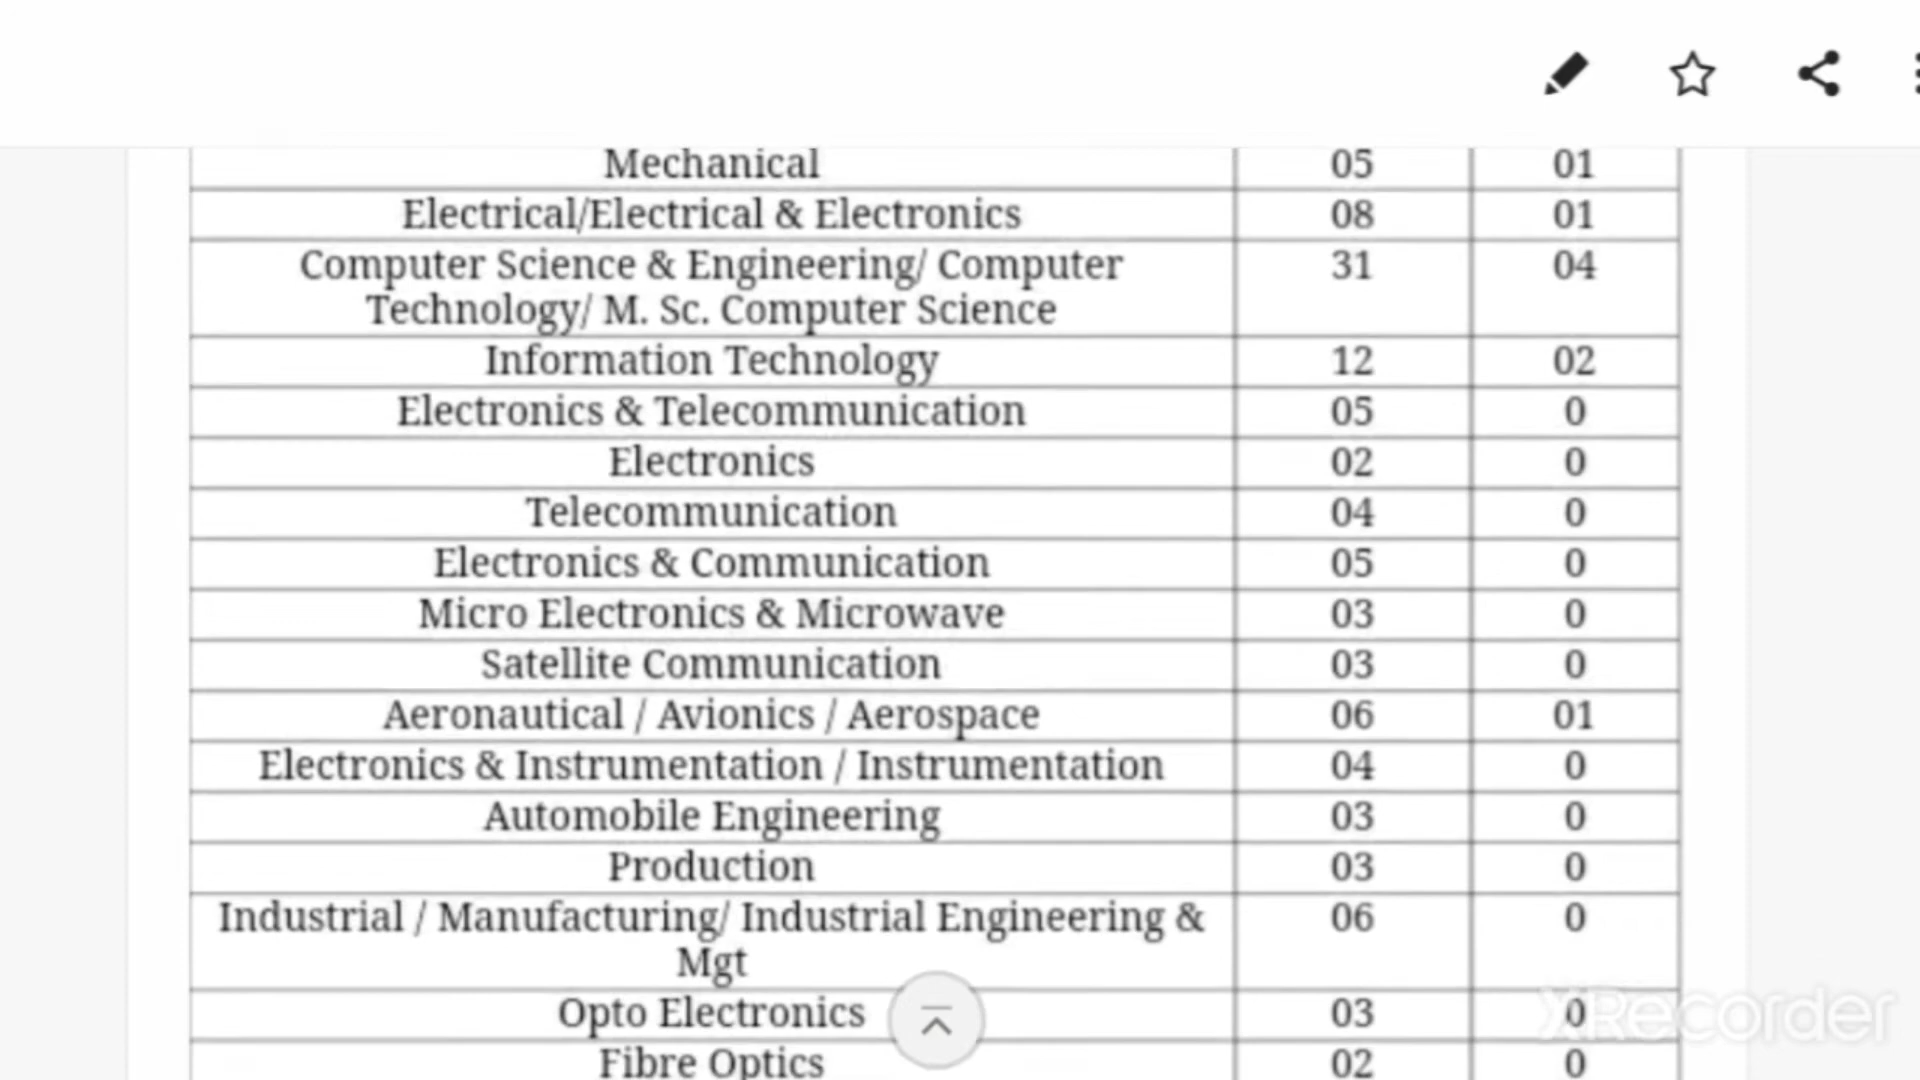 Mechanical 05 01
Electrical/Electrical & Electronics 08 01
Computer Science & Engineering/ Computer 31 04
Technology/ M. Sc. Computer Science
Information Technology 12 02
Electronics & Telecommunication 05 0
Electronics 02 0
Telecommunication 04 0
Electronics & Communication 05 0
Micro Electronics & Microwave 03 0
Satellite Communication 03 0
Aeronautical / Avionics / Aerospace 06 01
Electronics & Instrumentation / Instrumentation 04 0
Automobile Engineering 03 0
Production 03 0
Industrial / Manufacturing/ Industrial Engineering & 06 0
Mgt
Opto Electronics 03 0
XRecorder
Fibre Optics 02 0